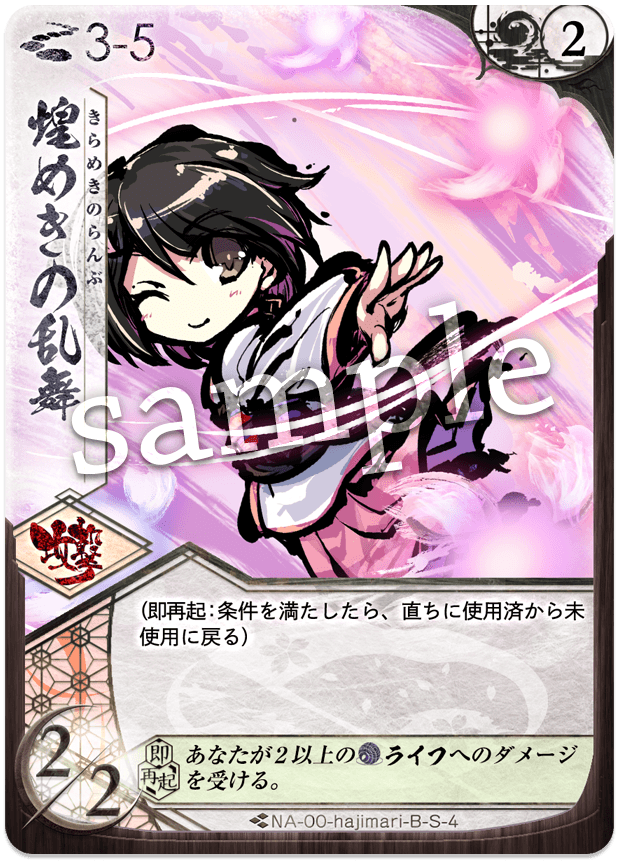 3-5
2
煌めきの乱舞
きらめきのらんぶ
sample
攻撃
(即再起:条件を満たしたら、直ちに使用済から未
使用に戻る)
2/2
即再起
あなたが2以上のライフへのダメージ
を受ける。
NA-00-hajimari-B-S-4